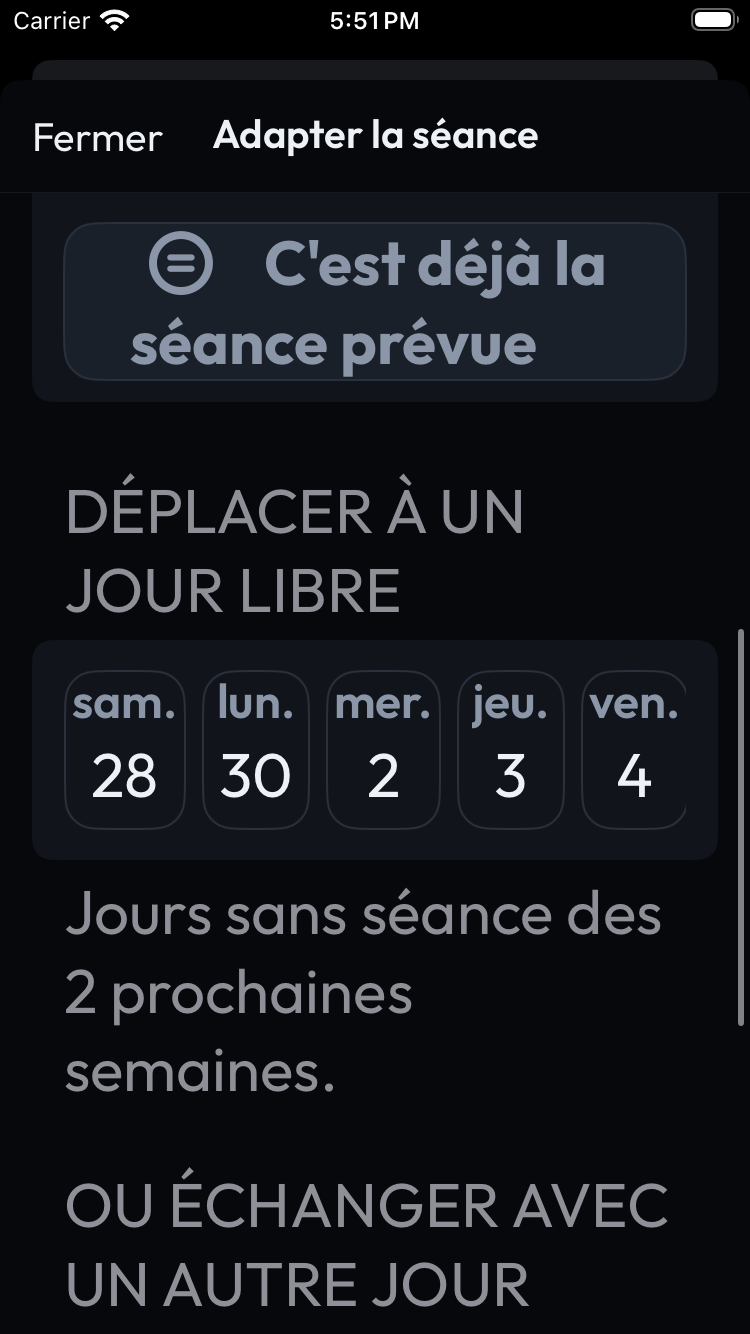 Carrier 5:51 PM
Fermer Adapter la séance
C'est déjà la
séance prévue
DÉPLACER À UN
JOUR LIBRE
sam. lun. mer. jeu. ven.
28 30 2 3 4
Jours sans séance des
2 prochaines
semaines.
OU ÉCHANGER AVEC
UN AUTRE JOUR